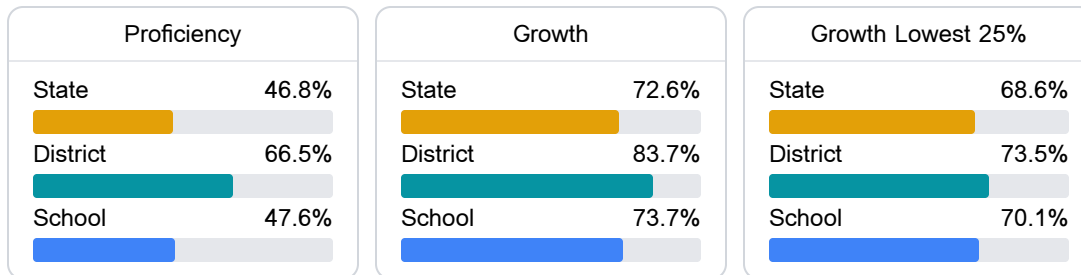 Proficiency
State 46.8%
District 66.5%
School 47.6%
Growth
State 72.6%
District 83.7%
School 73.7%
Growth Lowest 25%
State 68.6%
District 73.5%
School 70.1%